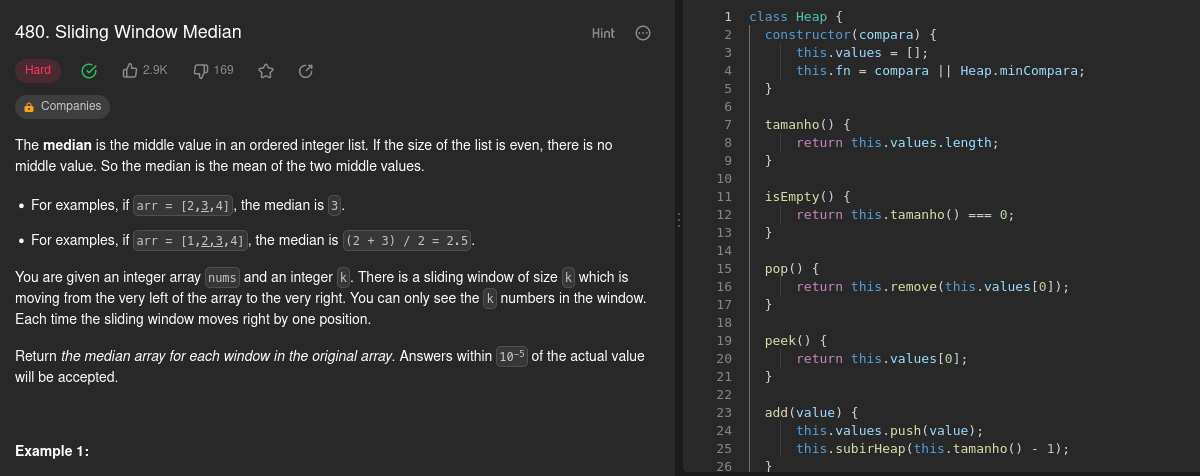 480. Sliding Window Median
Hint
Hard 2.9K 169
Companies
The median is the middle value in an ordered integer list. If the size of the list is even, there is no
middle value. So the median is the mean of the two middle values.
• For examples, if arr = [2,3,4], the median is 3.
• For examples, if arr = [1,2,3,4], the median is (2 + 3) / 2 = 2.5.
You are given an integer array nums and an integer k. There is a sliding window of size k which is
moving from the very left of the array to the very right. You can only see the k numbers in the window.
Each time the sliding window moves right by one position.
Return the median array for each window in the original array. Answers within 10⁻⁵ of the actual value
will be accepted.
Example 1:
1 class Heap {
2 constructor(compara) {
3 this.values = [];
4 this.fn = compara || Heap.minCompara;
5 }
6
7 tamanho() {
8 return this.values.length;
9 }
10
11 isEmpty() {
12 return this.tamanho() === 0;
13 }
14
15 pop() {
16 return this.remove(this.values[0]);
17 }
18
19 peek() {
20 return this.values[0];
21 }
22
23 add(value) {
24 this.values.push(value);
25 this.subirHeap(this.tamanho() - 1);
26 }